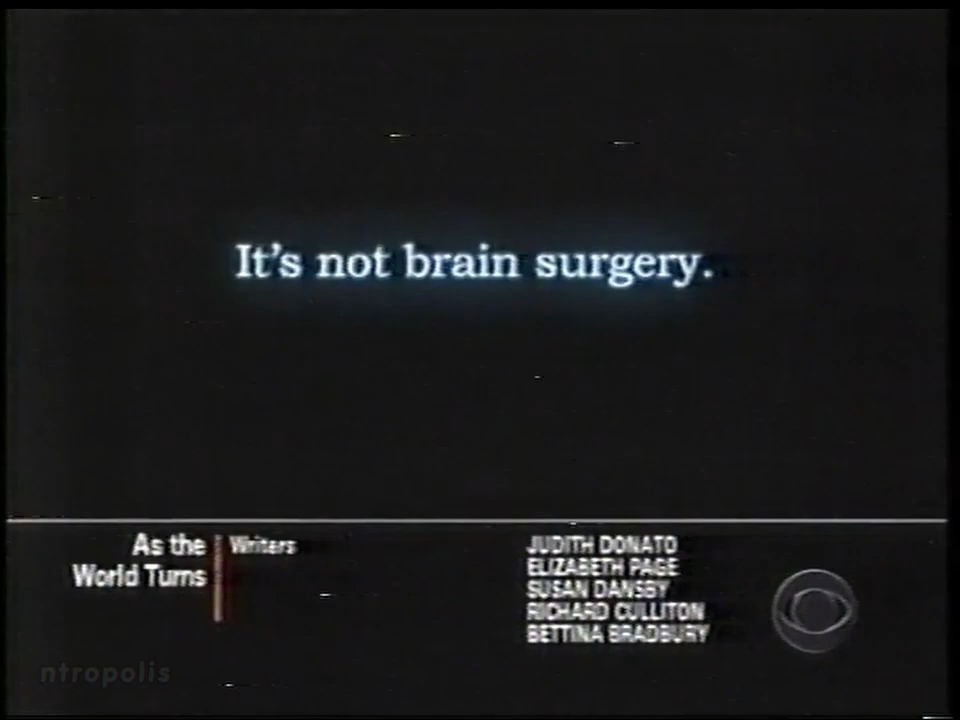 It's not brain surgery.
As the
World Turns
Writers
JUDITH DONATO
ELIZABETH PAGE
SUSAN DANSBY
RICHARD CULLITON
BETTINA BRADBURY
ntropolis